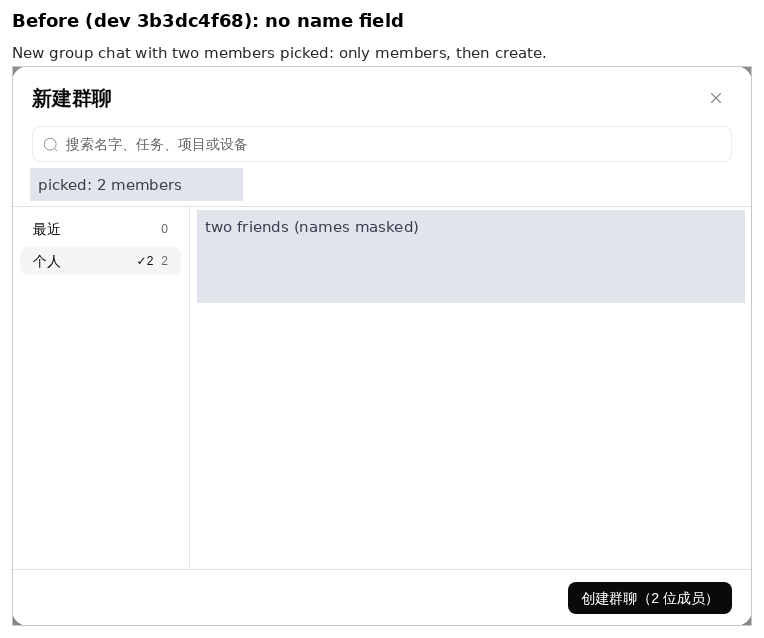 Before (dev 3b3dc4f68): no name field
New group chat with two members picked: only members, then create.
新建群聊
搜索名字、任务、项目或设备
picked: 2 members
最近 0
two friends (names masked)
个人 ✓2 2
创建群聊（2 位成员）